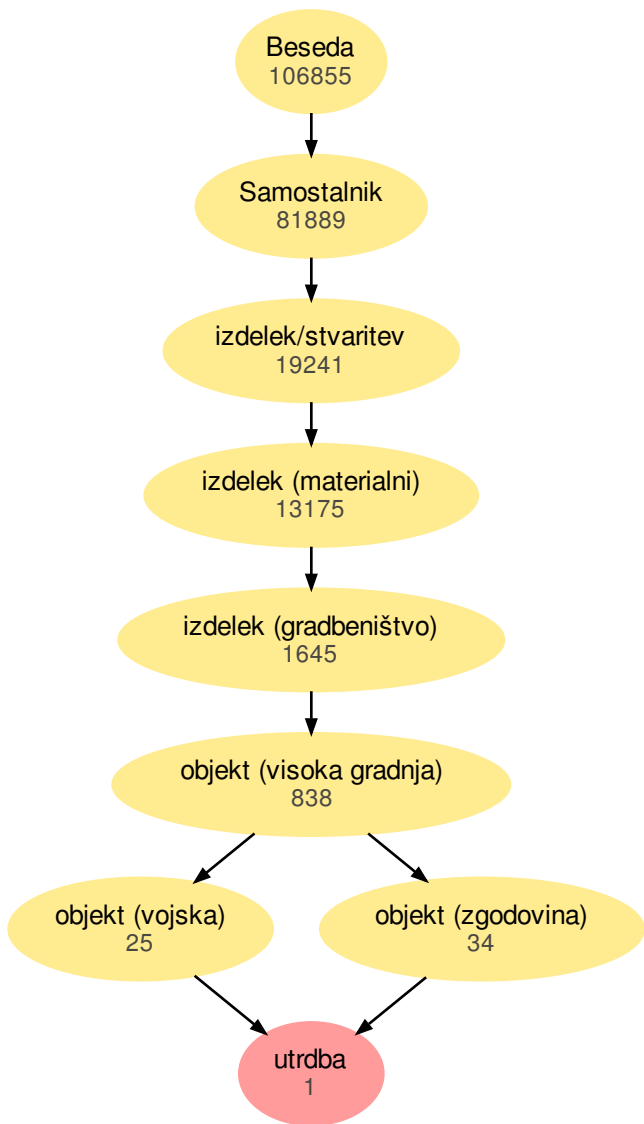 Beseda
106855
Samostalnik
81889
izdelek/stvaritev
19241
izdelek (materialni)
13175
izdelek (gradbeništvo)
1645
objekt (visoka gradnja)
838
objekt (vojska)
25
objekt (zgodovina)
34
utrdba
1